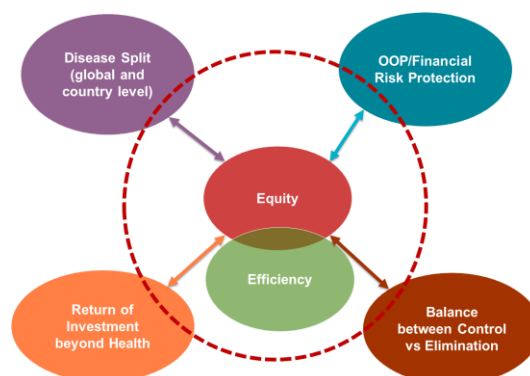 Disease Split
(global and
country level)
OOP/Financial
Risk Protection
Equity
Efficiency
Return of
Investment
beyond Health
Balance
between Control
vs Elimination